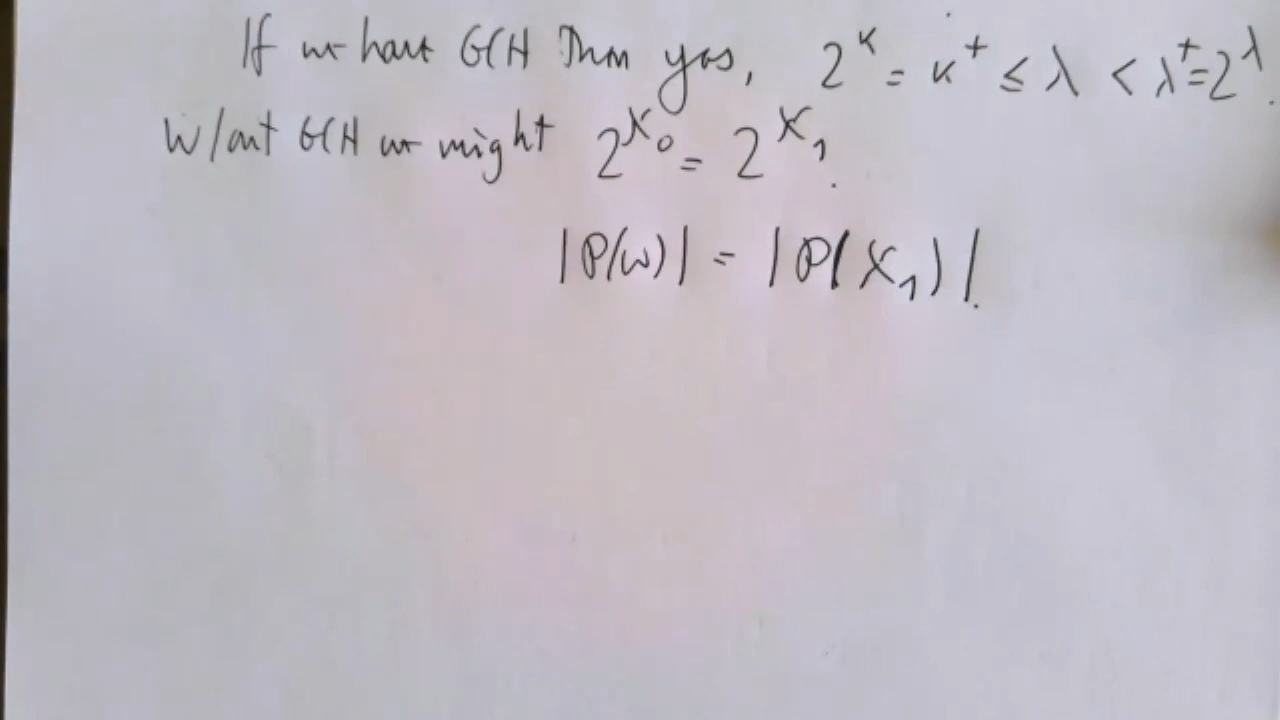 If we have GCH then yes, 2^κ = κ^+ ≤ λ < λ^+ = 2^λ.
W/out GCH we might 2^ℵ₀ = 2^ℵ₁.
|℘(ω)| = |℘(ℵ₁)|.